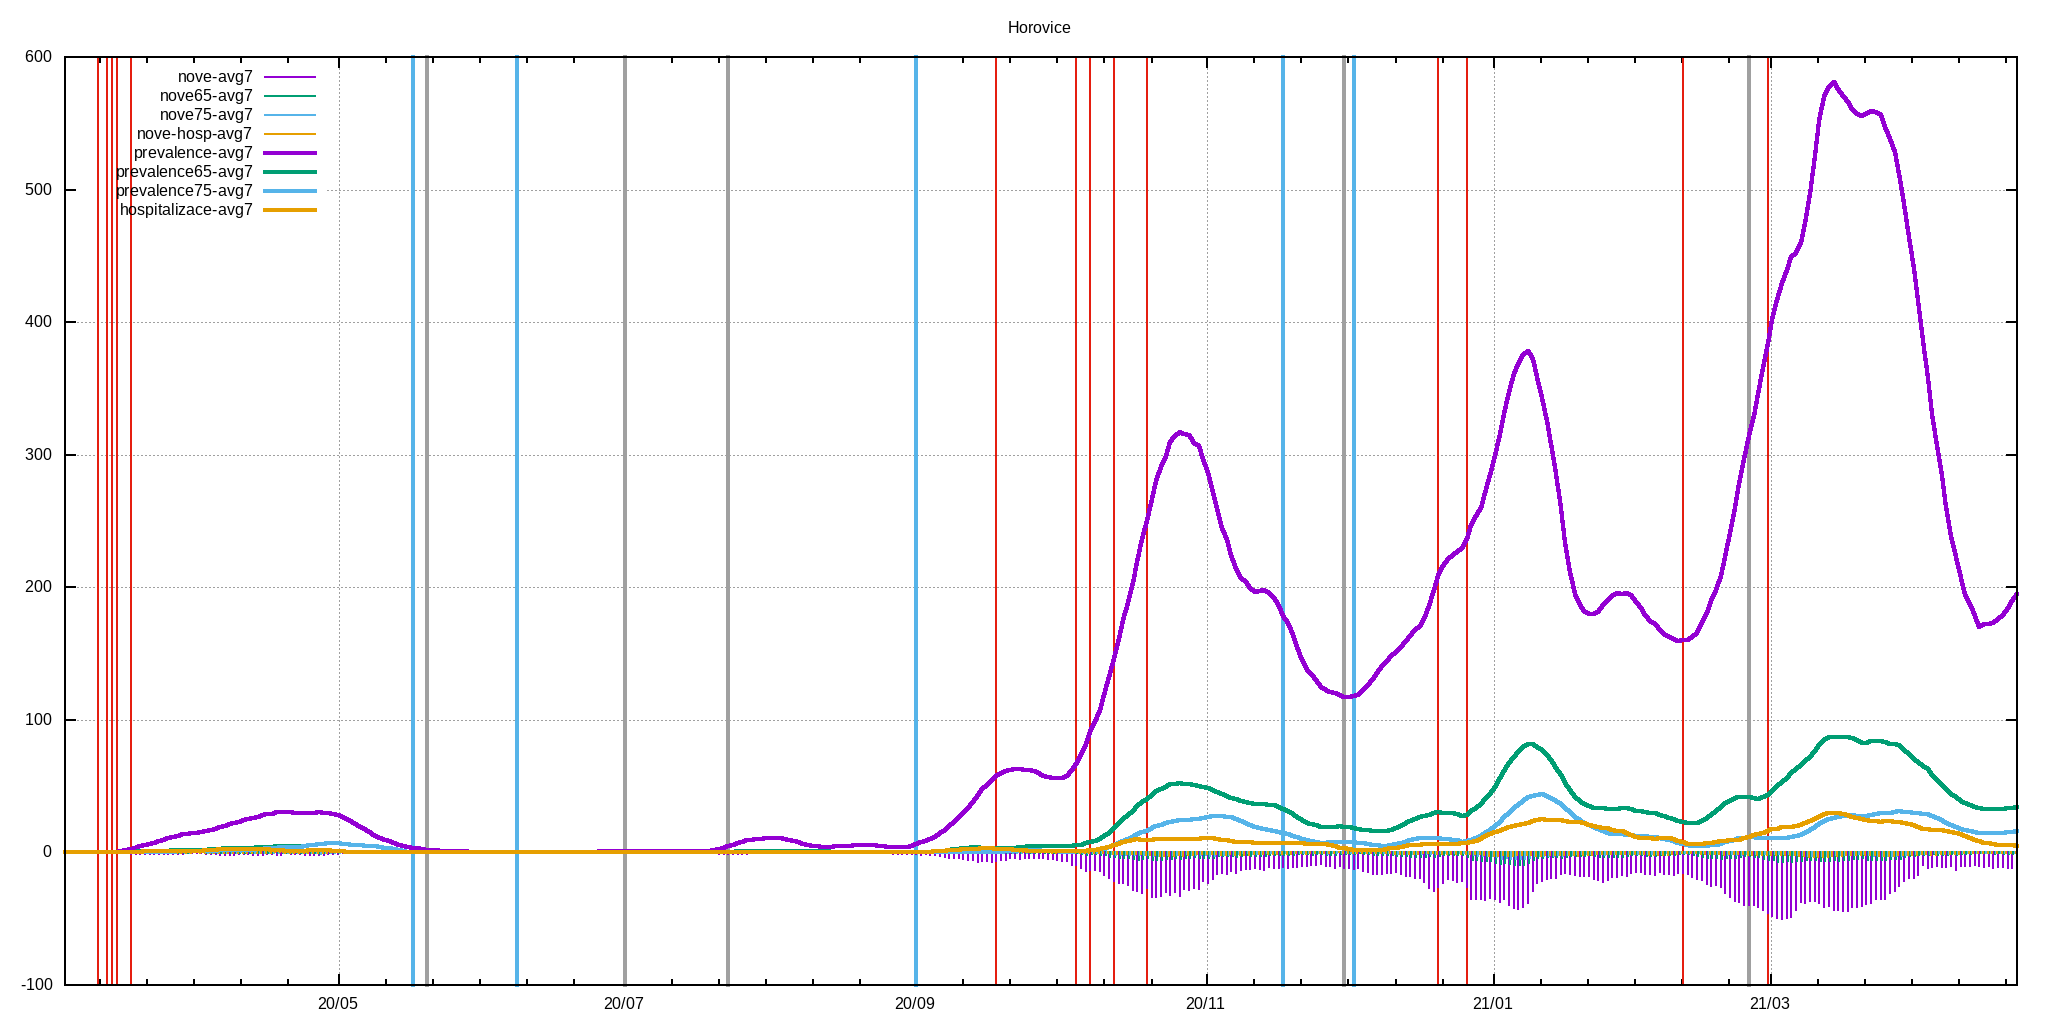 Horovice
600
500
400
300
200
100
0
-100
nove-avg7
nove65-avg7
nove75-avg7
nove-hosp-avg7
prevalence-avg7
prevalence65-avg7
prevalence75-avg7
hospitalizace-avg7
20/05 20/07 20/09 20/11 21/01 21/03